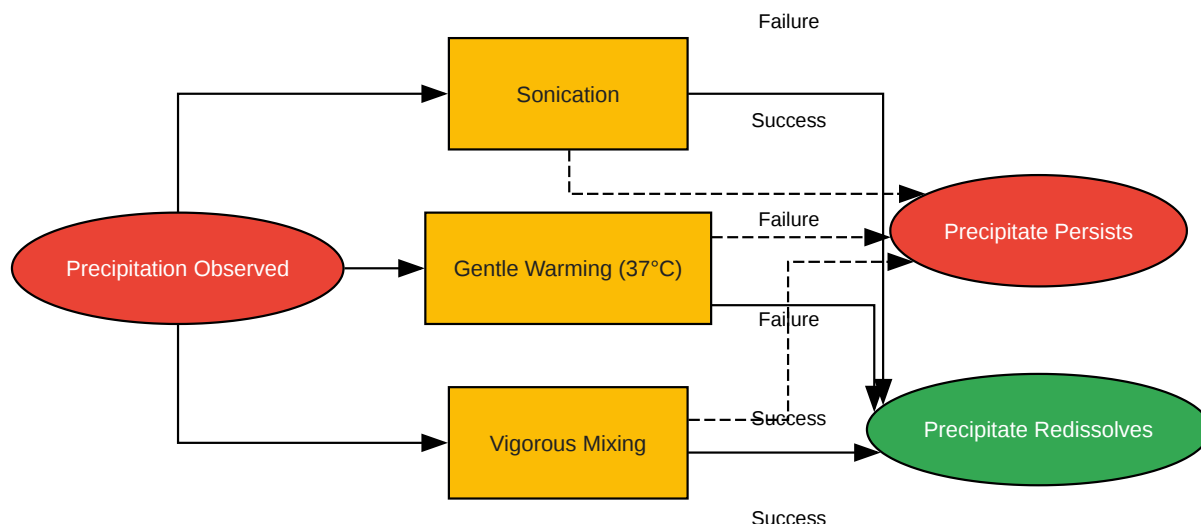 Failure
Sonication
Success
Failure
Precipitate Persists
Precipitation Observed
Gentle Warming (37°C)
Failure
Success
Precipitate Redissolves
Vigorous Mixing
Success